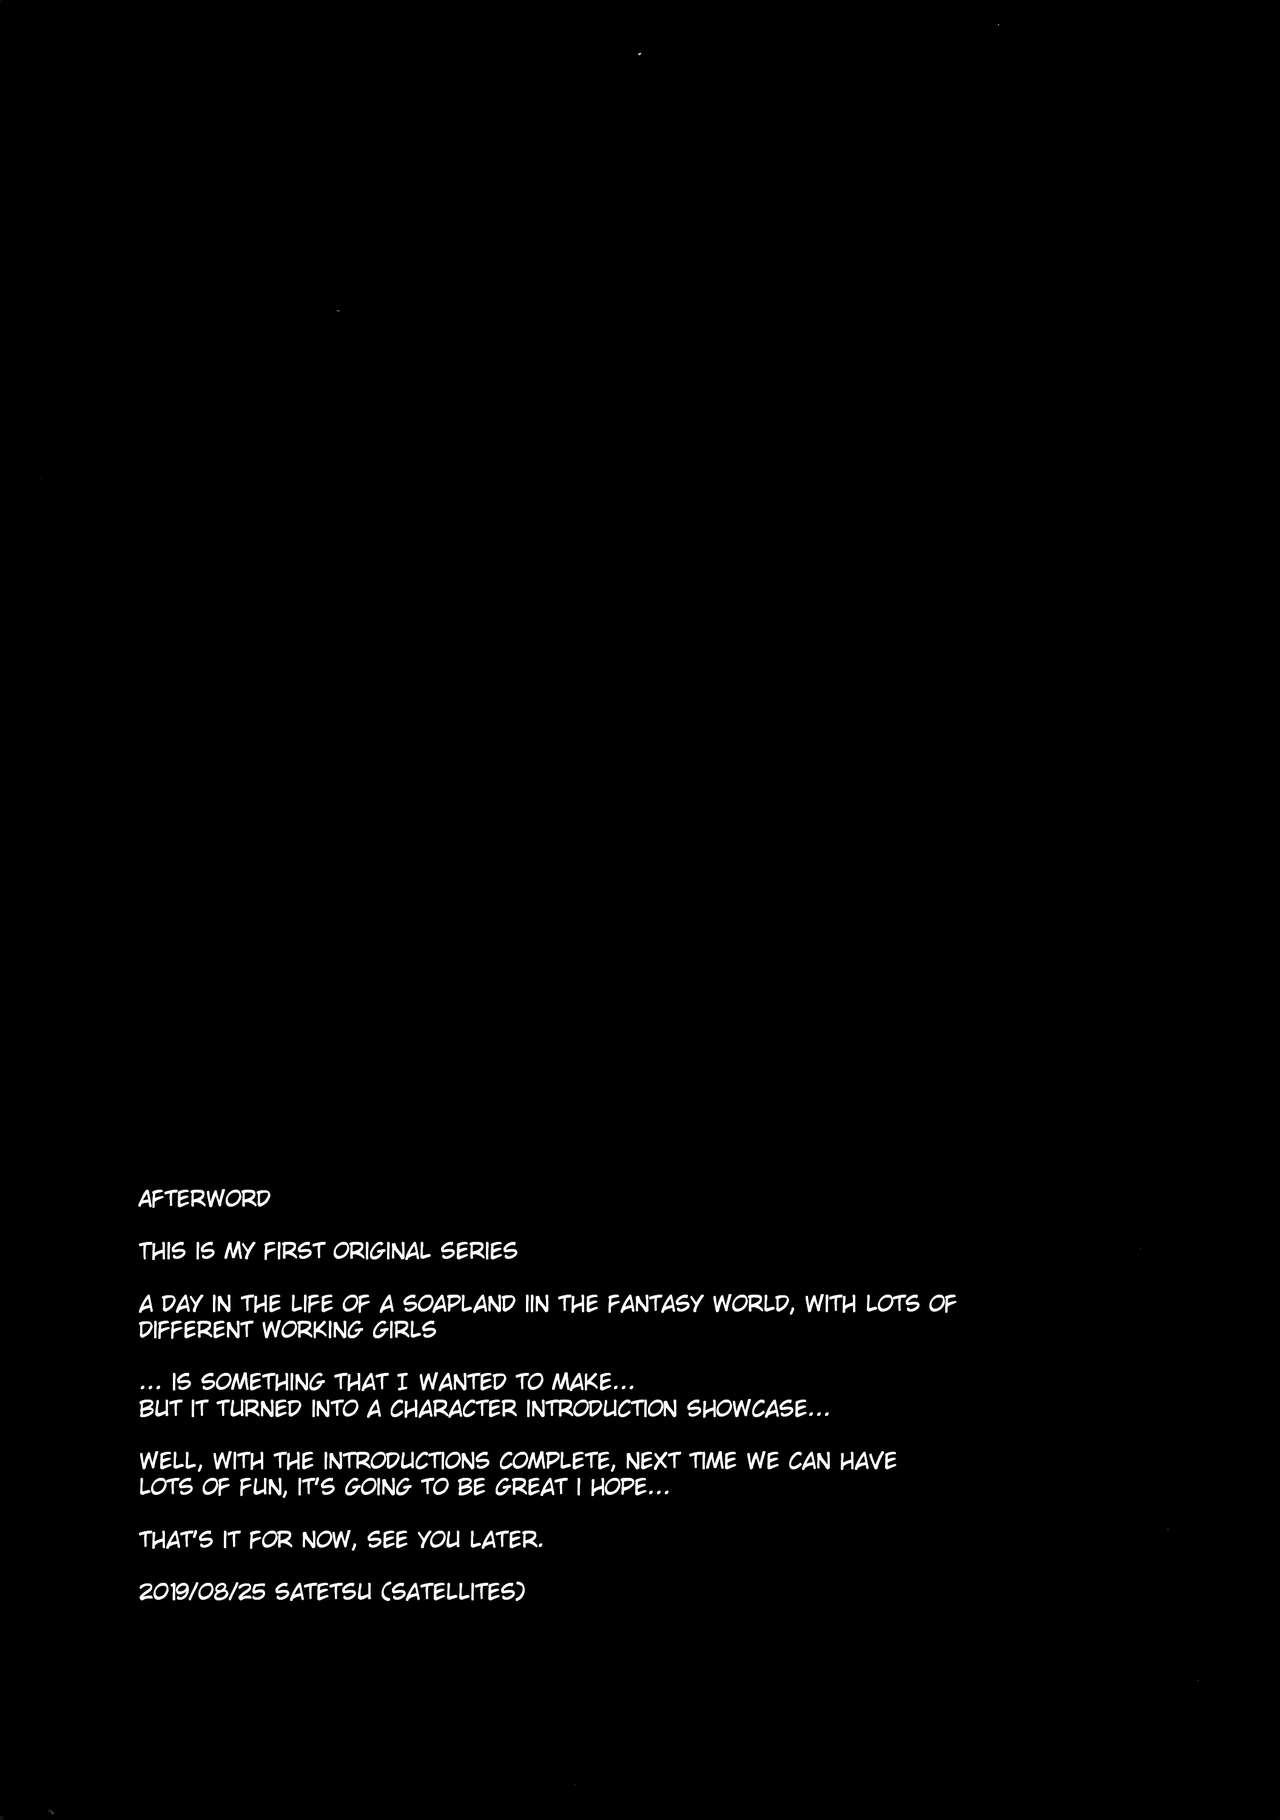 AFTERWORD
THIS IS MY FIRST ORIGINAL SERIES
A DAY IN THE LIFE OF A SOAPLAND IIN THE FANTASY WORLD, WITH LOTS OF
DIFFERENT WORKING GIRLS
... IS SOMETHING THAT I WANTED TO MAKE...
BUT IT TURNED INTO A CHARACTER INTRODUCTION SHOWCASE...
WELL, WITH THE INTRODUCTIONS COMPLETE, NEXT TIME WE CAN HAVE
LOTS OF FUN, IT'S GOING TO BE GREAT I HOPE...
THAT'S IT FOR NOW, SEE YOU LATER.
2019/08/25 SATETSU (SATELLITES)